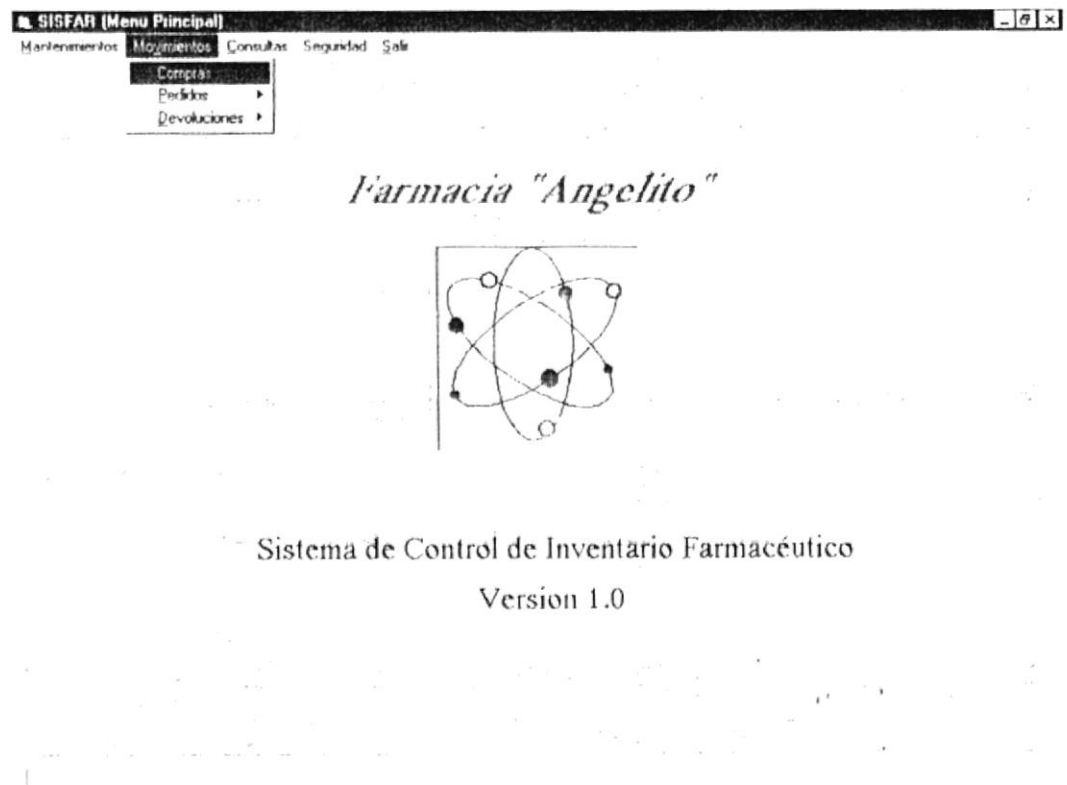 SISFAR (Menu Principal)
Mantenimientos Movimientos Consultas Seguridad Salir
Compras
Pedidos
Devoluciones
Farmacia "Angelito"
Sistema de Control de Inventario Farmacéutico
Version 1.0